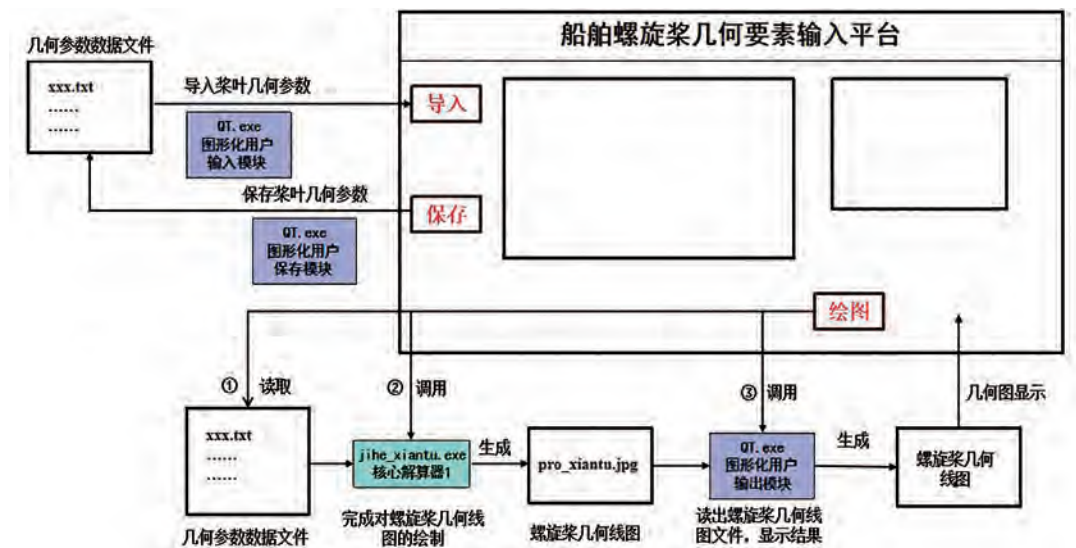 船舶螺旋桨几何要素输入平台
几何参数数据文件
xxx.txt
......
......
导入桨叶几何参数
导入
QT.exe
图形化用户
输入模块
保存桨叶几何参数
保存
QT.exe
图形化用户
保存模块
绘图
① 读取
② 调用
③ 调用
几何图显示
xxx.txt
......
......
几何参数数据文件
jihe_xiantu.exe
核心解算器1
完成对螺旋桨几何线
图的绘制
生成
pro_xiantu.jpg
螺旋桨几何线图
QT.exe
图形化用户
输出模块
读出螺旋桨几何线
图文件，显示结果
生成
螺旋桨几何
线图